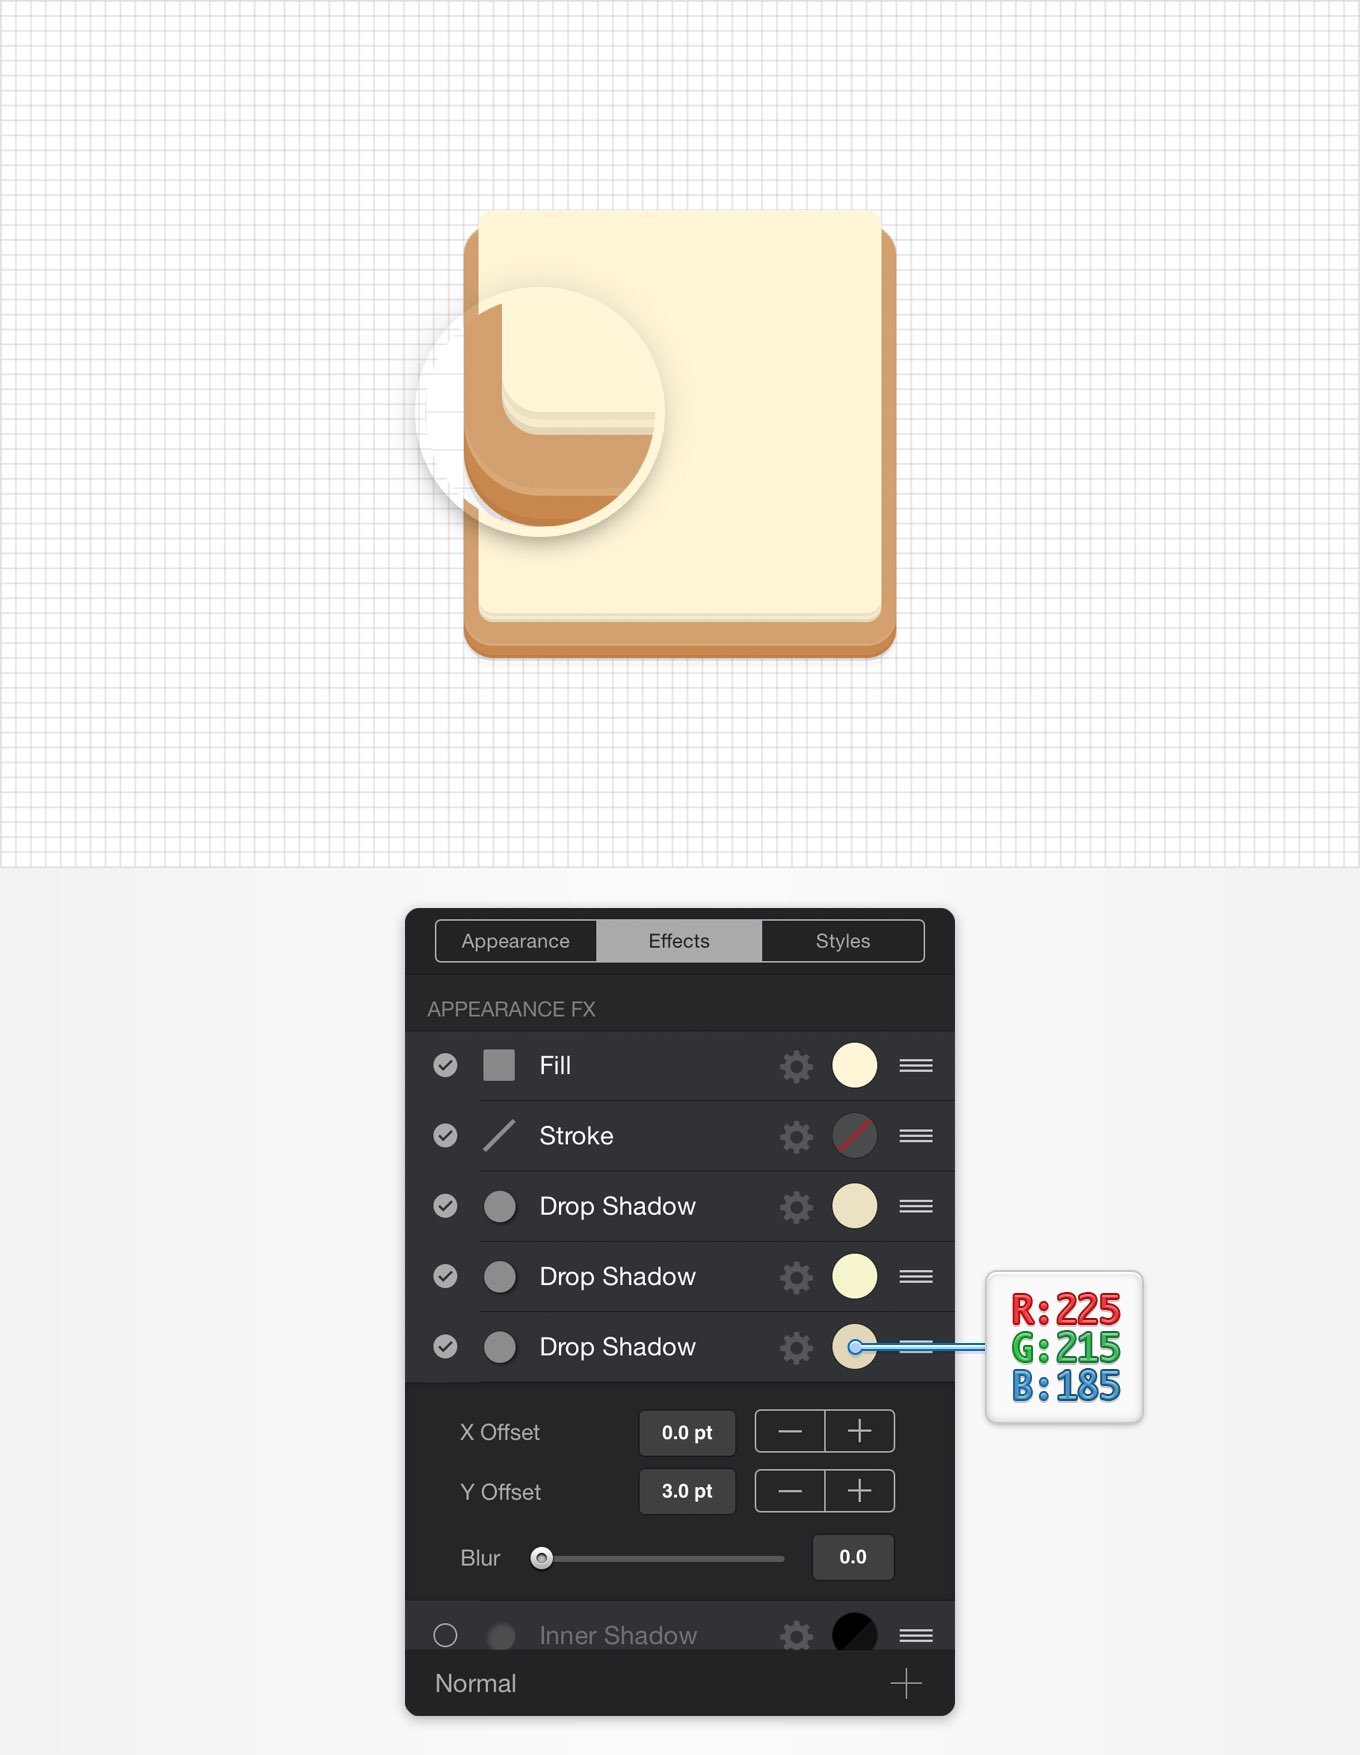 Appearance Effects Styles
APPEARANCE FX
Fill
Stroke
Drop Shadow
Drop Shadow
Drop Shadow
R:225
G:215
B:185
X Offset 0.0 pt
Y Offset 3.0 pt
Blur 0.0
Inner Shadow
Normal